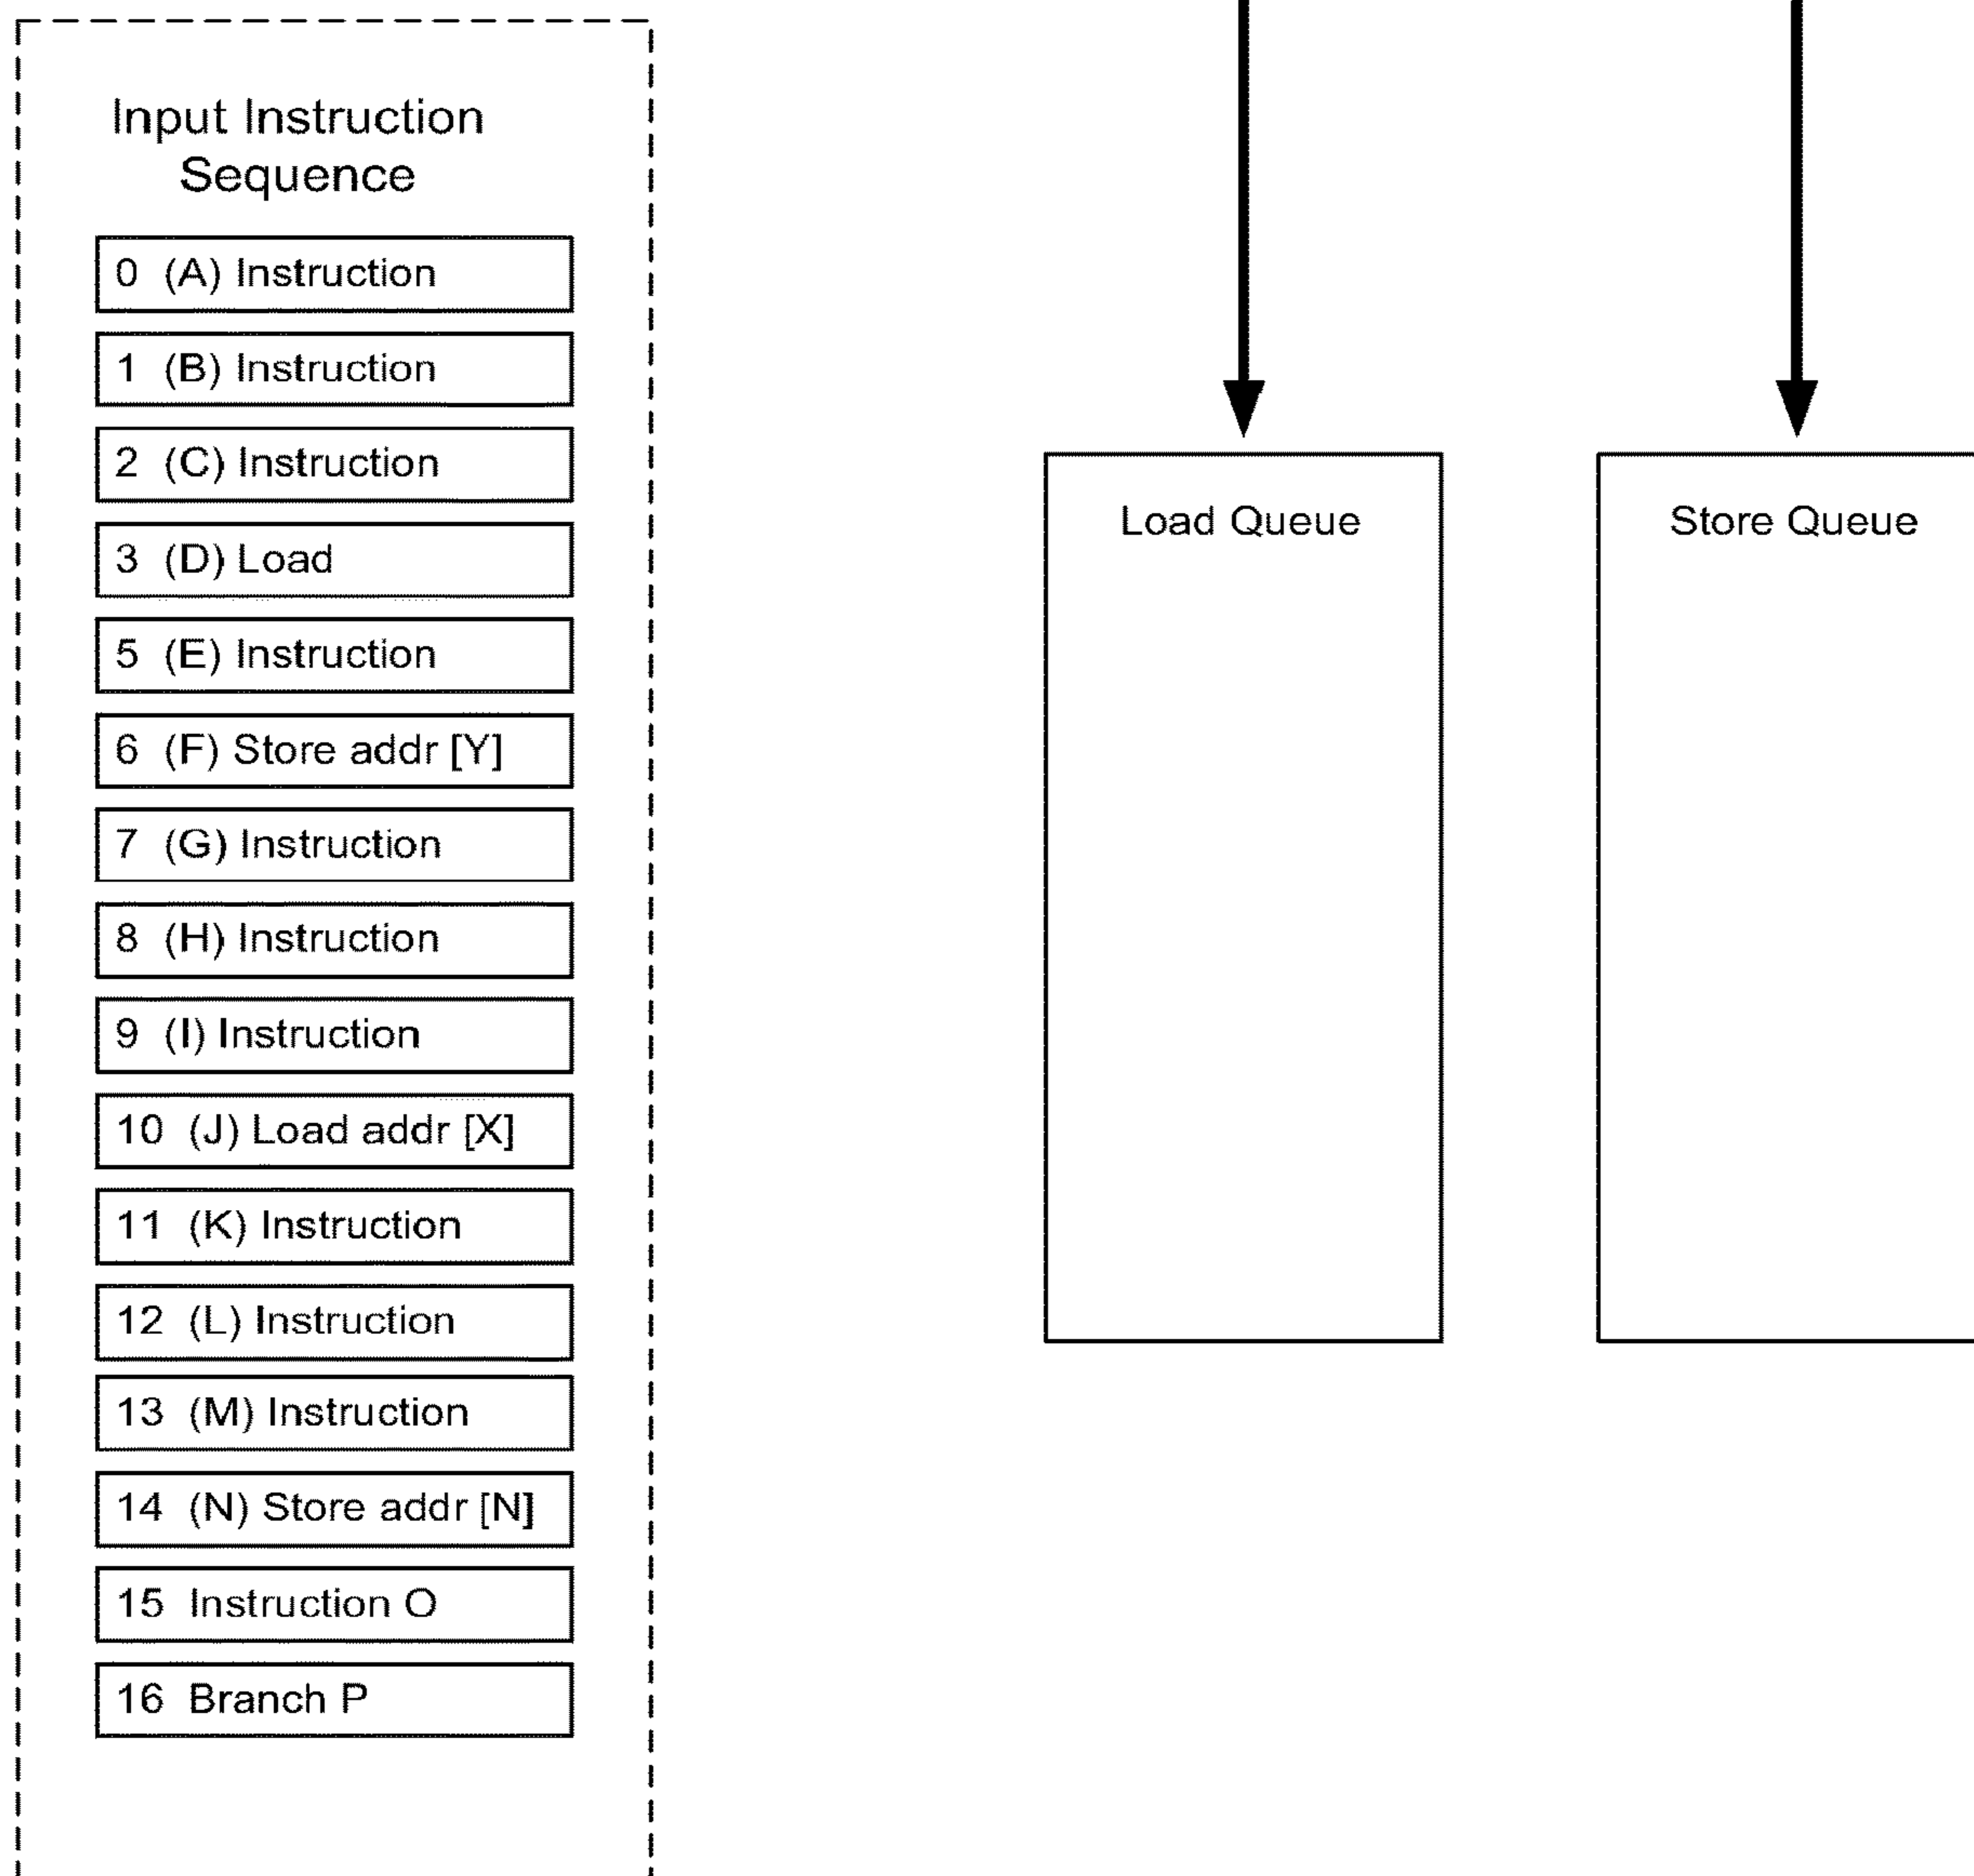 Input Instruction
Sequence
0 (A) Instruction
1 (B) Instruction
2 (C) Instruction
3 (D) Load
5 (E) Instruction
6 (F) Store addr [Y]
7 (G) Instruction
8 (H) Instruction
9 (I) Instruction
10 (J) Load addr [X]
11 (K) Instruction
12 (L) Instruction
13 (M) Instruction
14 (N) Store addr [N]
15 Instruction O
16 Branch P
Load Queue
Store Queue